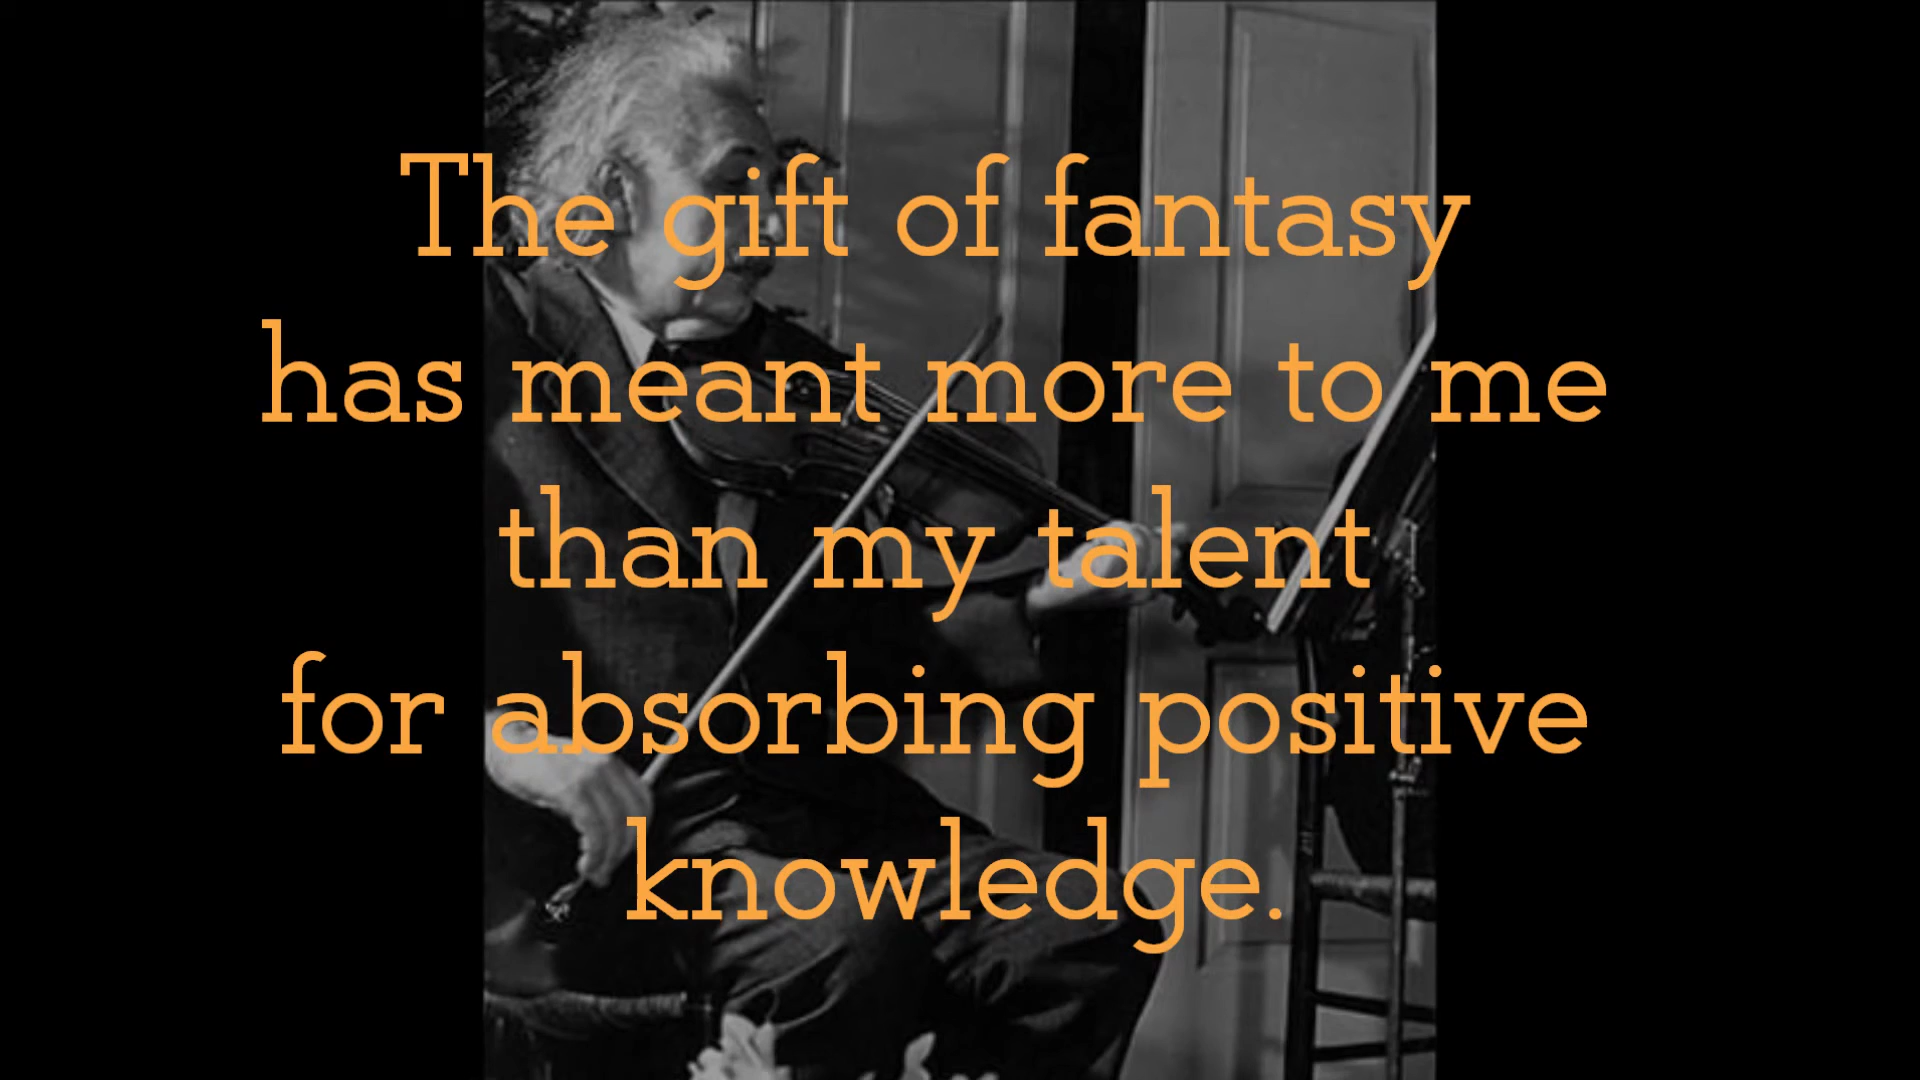 The gift of fantasy
has meant more to me
than my talent
for absorbing positive
knowledge.